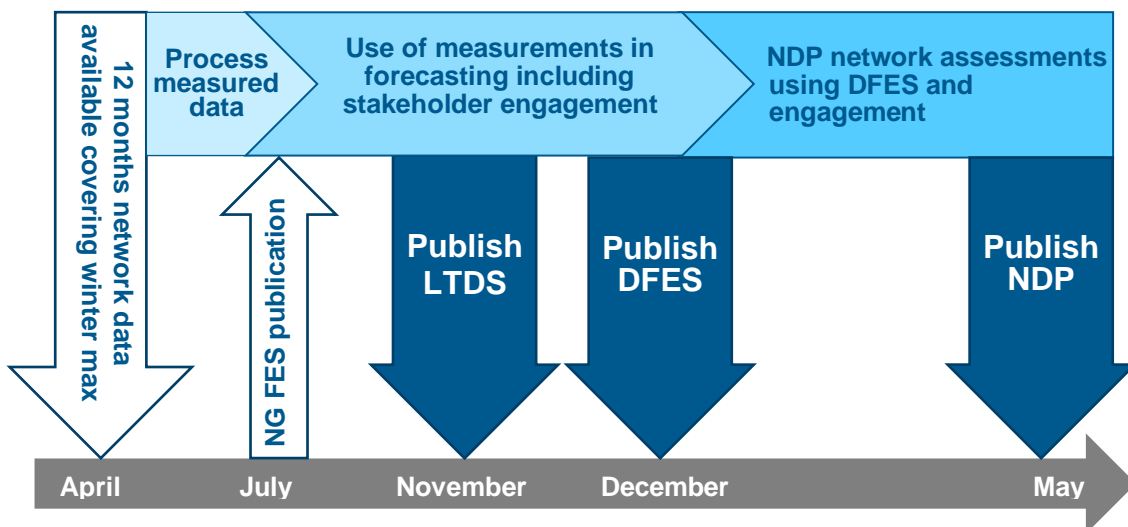 12 months network data
available covering winter max
Process
measured
data
Use of measurements in
forecasting including
stakeholder engagement
NDP network assessments
using DFES and
engagement
NG FES publication
Publish
LTDS
Publish
DFES
Publish
NDP
April
July
November
December
May